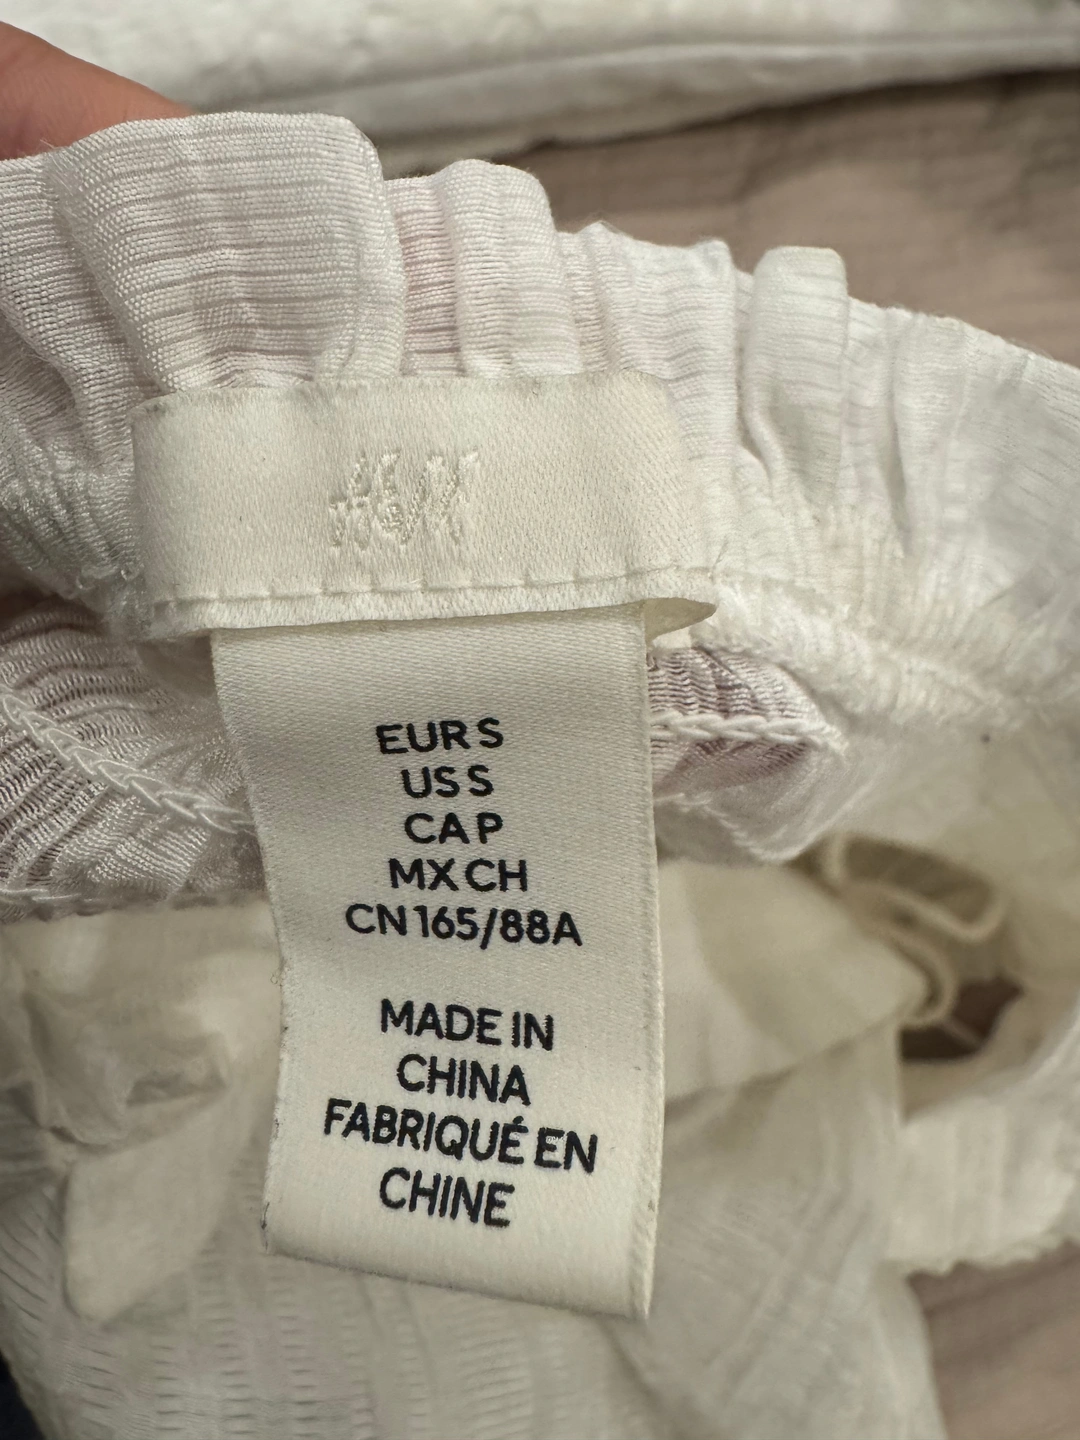 H&M
EUR S
US S
CA P
MX CH
CN 165/88A
MADE IN
CHINA
FABRIQUÉ EN
CHINE